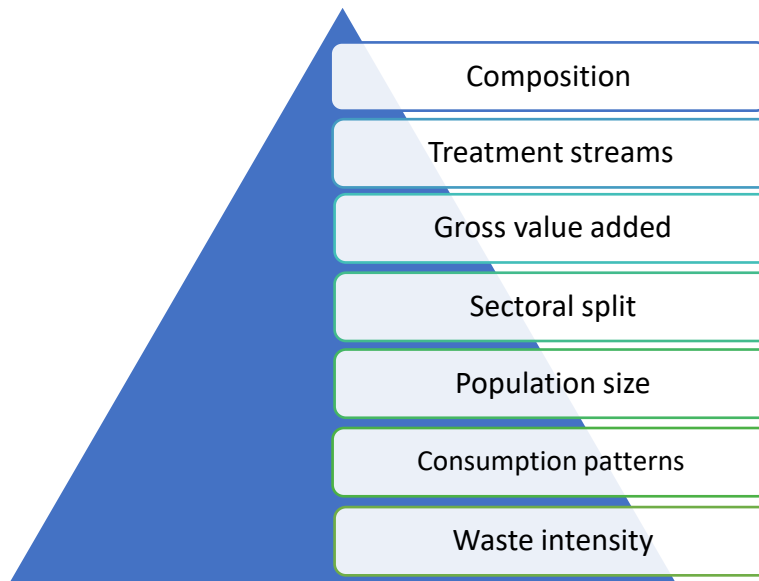 Composition
Treatment streams
Gross value added
Sectoral split
Population size
Consumption patterns
Waste intensity